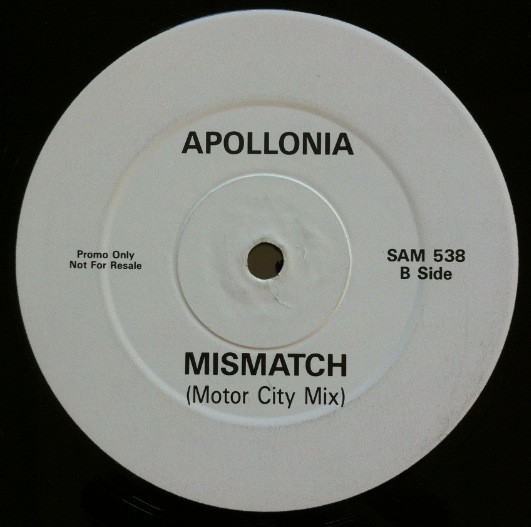 APOLLONIA
Promo Only
Not For Resale
SAM 538
B Side
MISMATCH
(Motor City Mix)